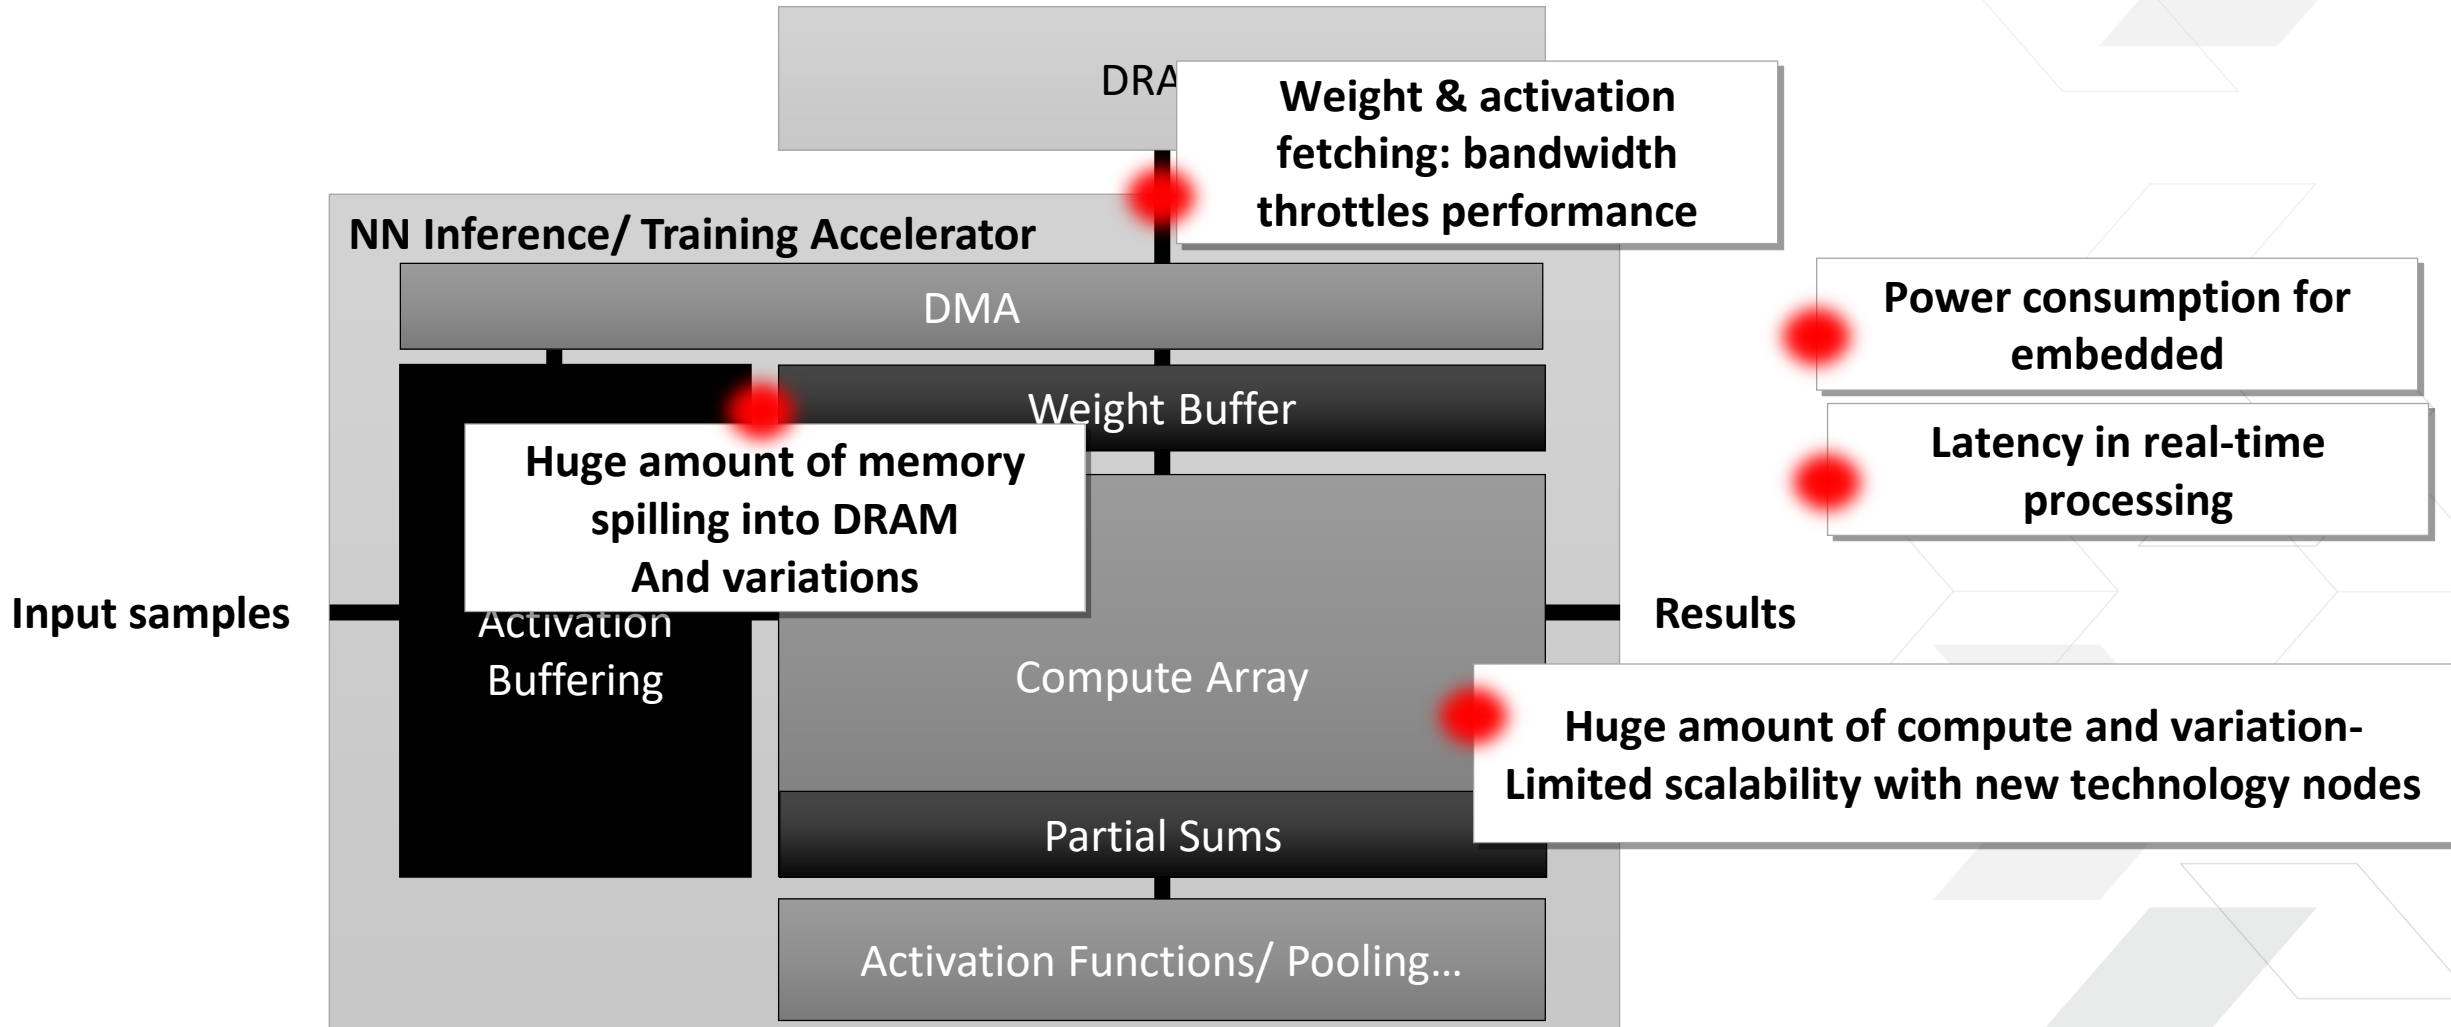 DRA
Weight & activation
fetching: bandwidth
throttles performance
NN Inference/ Training Accelerator
DMA
Power consumption for
embedded
Weight Buffer
Latency in real-time
processing
Huge amount of memory
spilling into DRAM
And variations
Input samples
Activation
Buffering
Results
Compute Array
Huge amount of compute and variation-
Limited scalability with new technology nodes
Partial Sums
Activation Functions/ Pooling...